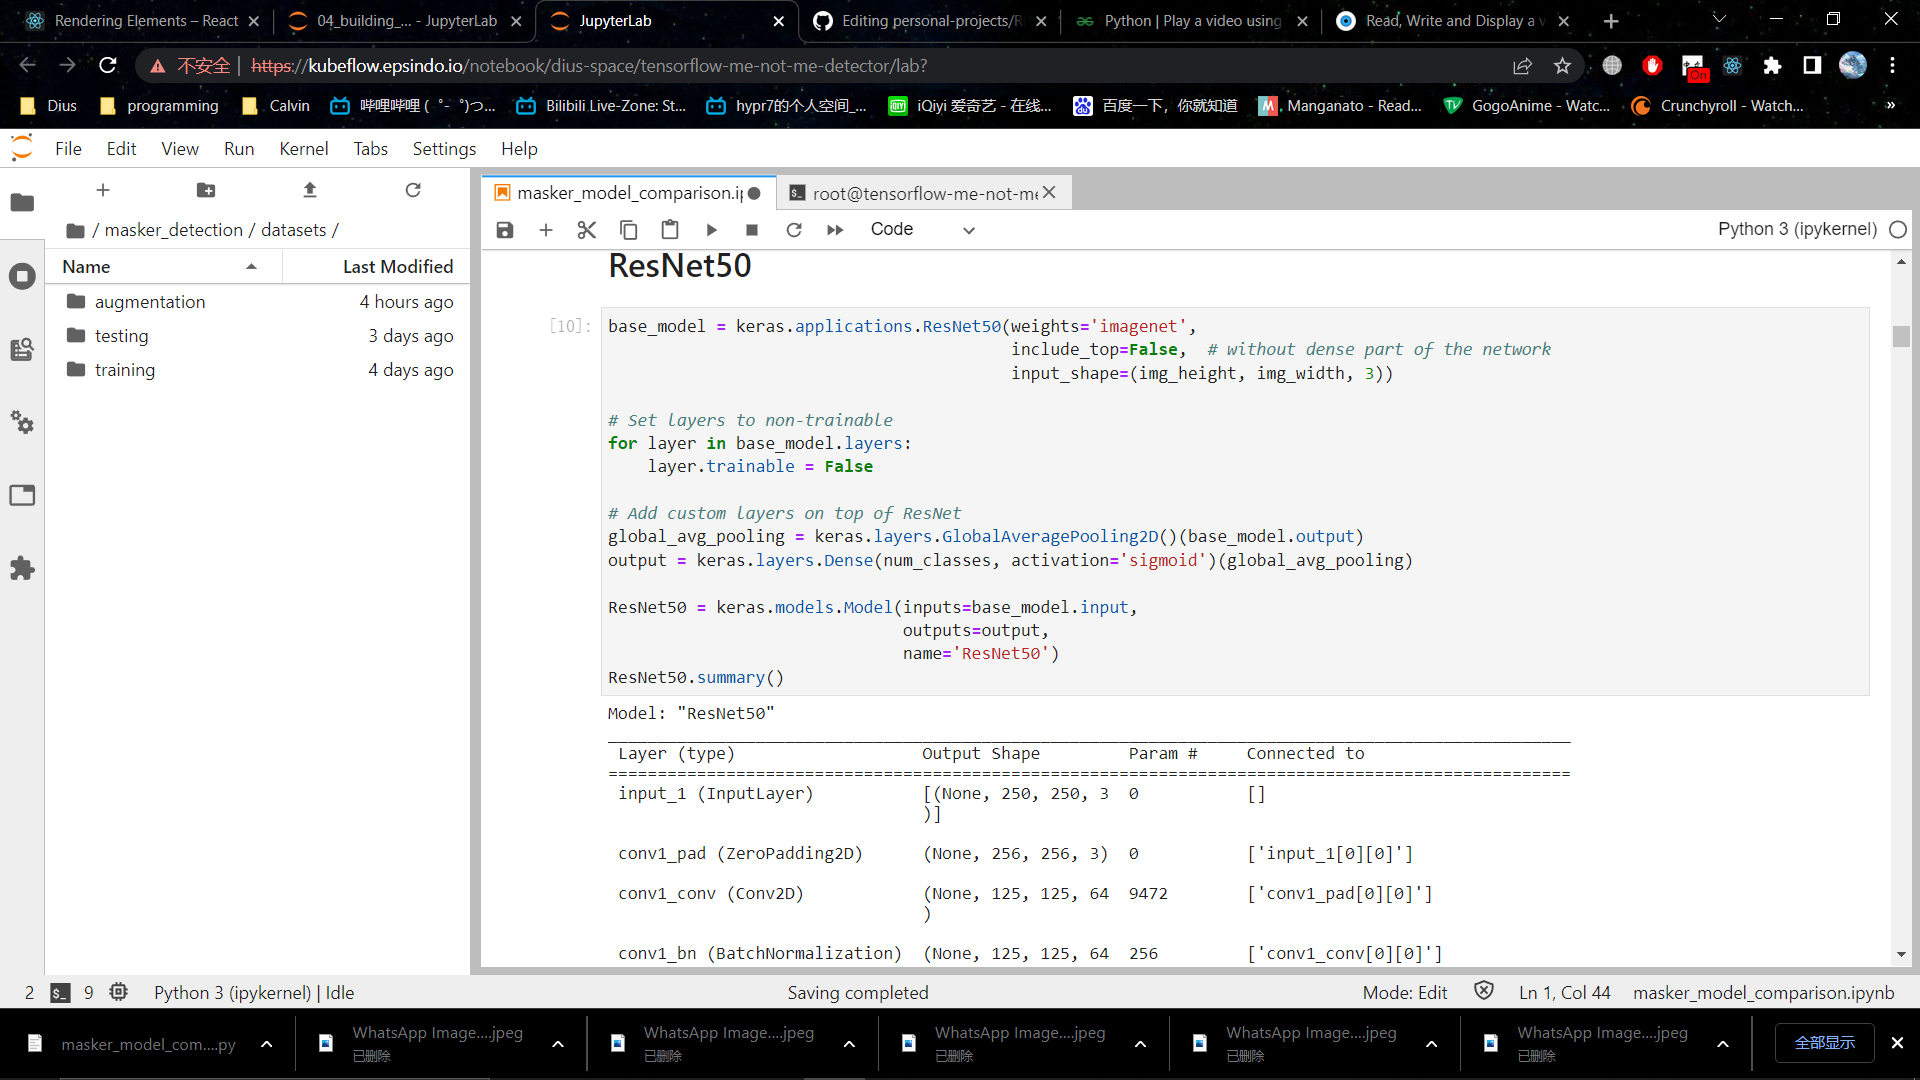 Rendering Elements – React
04_building_... - JupyterLab
JupyterLab
Editing personal-projects/R
Python | Play a video using
Read, Write and Display a v
不安全 | https://kubeflow.epsindo.io/notebook/dius-space/tensorflow-me-not-me-detector/lab?
On
Dius
programming
Calvin
哔哩哔哩 (゜-゜)つ...
Bilibili Live-Zone: St...
hypr7的个人空间_...
iQiyi 爱奇艺 - 在线...
百度一下，你就知道
Manganato - Read...
GogoAnime - Watc...
Crunchyroll - Watch...
»
File Edit View Run Kernel Tabs Settings Help
masker_model_comparison.i
root@tensorflow-me-not-m
/ masker_detection / datasets /
Code
Python 3 (ipykernel)
Name Last Modified
augmentation 4 hours ago
testing 3 days ago
training 4 days ago
ResNet50
[10]: base_model = keras.applications.ResNet50(weights='imagenet',
include_top=False,  # without dense part of the network
input_shape=(img_height, img_width, 3))
# Set layers to non-trainable
for layer in base_model.layers:
layer.trainable = False
# Add custom layers on top of ResNet
global_avg_pooling = keras.layers.GlobalAveragePooling2D()(base_model.output)
output = keras.layers.Dense(num_classes, activation='sigmoid')(global_avg_pooling)
ResNet50 = keras.models.Model(inputs=base_model.input,
outputs=output,
name='ResNet50')
ResNet50.summary()
Model: "ResNet50"
Layer (type) Output Shape Param # Connected to
input_1 (InputLayer) [(None, 250, 250, 3 0 []
)]
conv1_pad (ZeroPadding2D) (None, 256, 256, 3) 0 ['input_1[0][0]']
conv1_conv (Conv2D) (None, 125, 125, 64 9472 ['conv1_pad[0][0]']
)
conv1_bn (BatchNormalization) (None, 125, 125, 64 256 ['conv1_conv[0][0]']
2 9 Python 3 (ipykernel) | Idle
Saving completed
Mode: Edit
Ln 1, Col 44
masker_model_comparison.ipynb
masker_model_com....py
WhatsApp Image....jpeg
已删除
WhatsApp Image....jpeg
已删除
WhatsApp Image....jpeg
已删除
WhatsApp Image....jpeg
已删除
WhatsApp Image....jpeg
已删除
全部显示